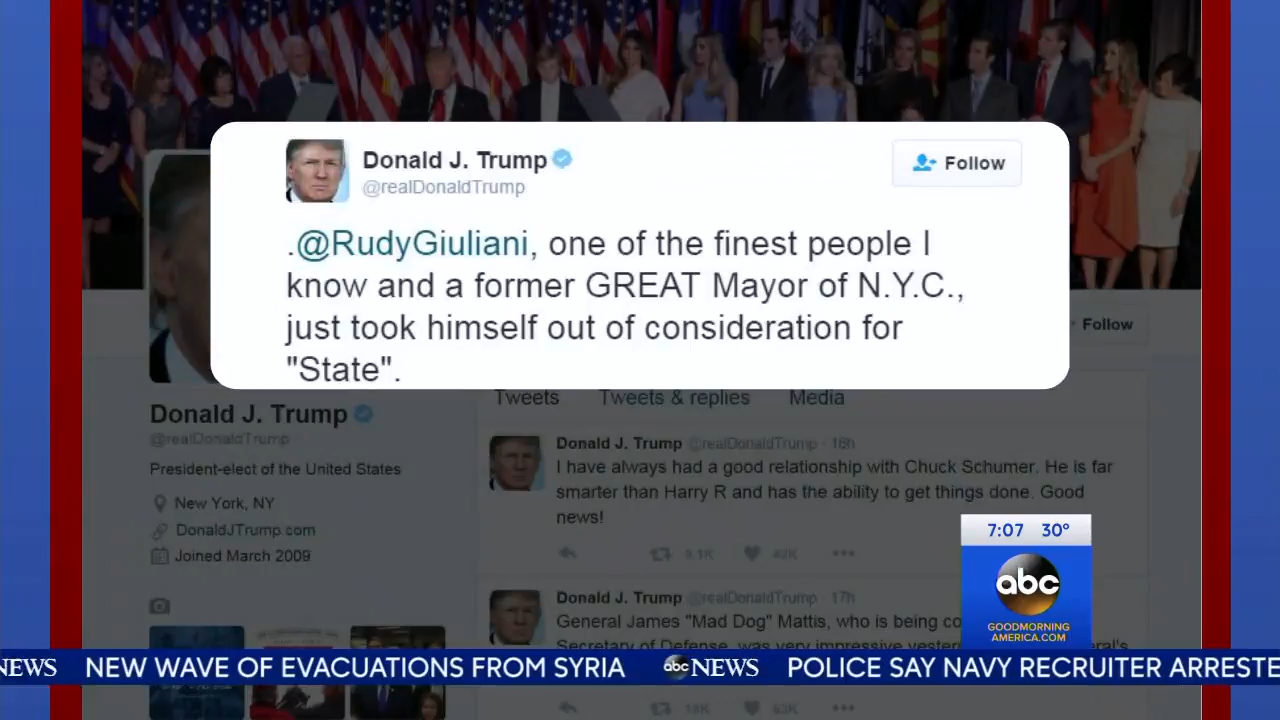 Donald J. Trump
@realDonaldTrump
Follow
.@RudyGiuliani, one of the finest people I
know and a former GREAT Mayor of N.Y.C.,
just took himself out of consideration for
"State".
Follow
Tweets Tweets & replies Media
Donald J. Trump
@realDonaldTrump
President-elect of the United States
New York, NY
DonaldJTrump.com
Joined March 2009
Donald J. Trump @realDonaldTrump · 16h
I have always had a good relationship with Chuck Schumer. He is far
smarter than Harry R and has the ability to get things done. Good
news!
Donald J. Trump @realDonaldTrump · 17h
General James "Mad Dog" Mattis, who is being co
Secretary of Defense, was very impressive yester
7:07 30°
abc
GOODMORNING
AMERICA.COM
NEWS NEW WAVE OF EVACUATIONS FROM SYRIA abc NEWS POLICE SAY NAVY RECRUITER ARRESTE